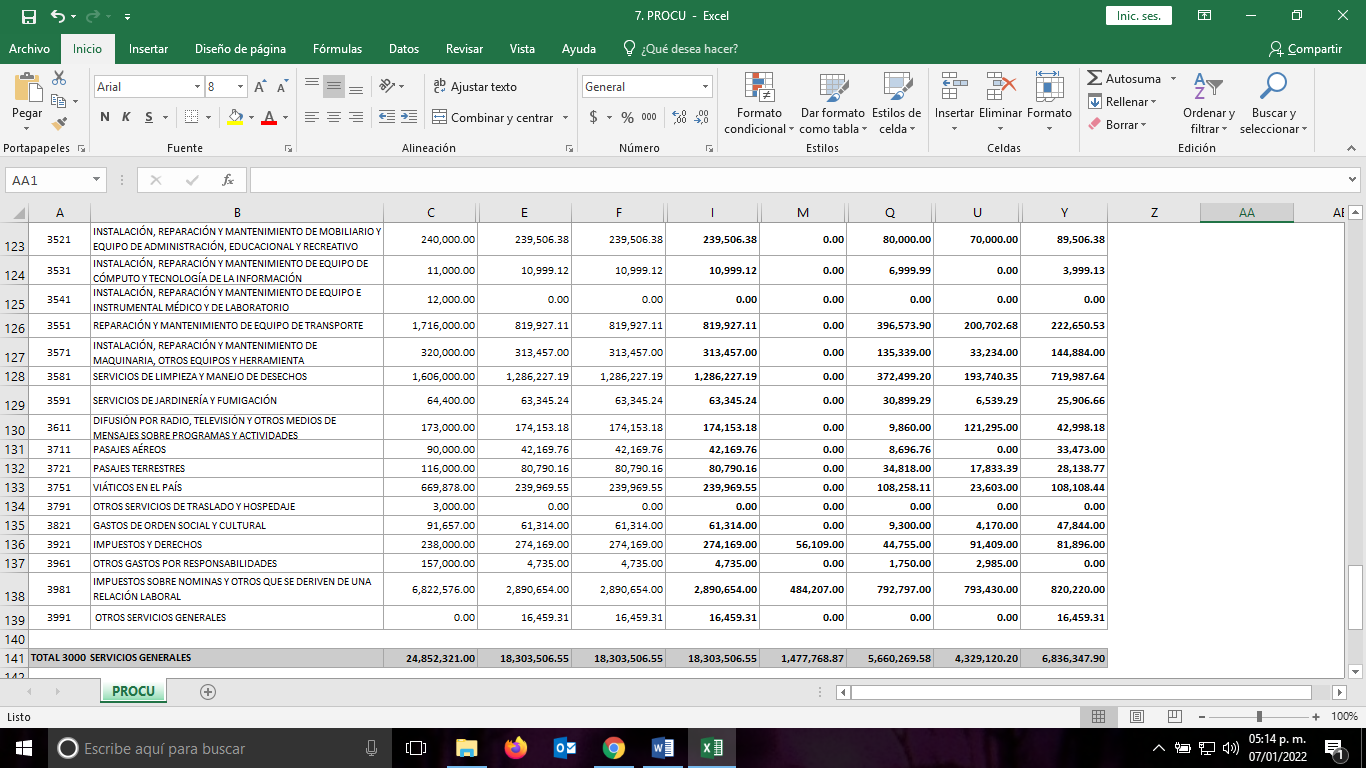 7. PROCU - Excel
Inic. ses.
Archivo Inicio Insertar Diseño de página Fórmulas Datos Revisar Vista Ayuda ¿Qué desea hacer? Compartir
Pegar
Portapapeles
Arial 8
N K S
Fuente
Ajustar texto
Combinar y centrar
Alineación
General
$ % 000
Número
Formato condicional
Dar formato como tabla
Estilos de celda
Estilos
Insertar Eliminar Formato
Celdas
Autosuma
Rellenar
Borrar
Ordenar y filtrar
Buscar y seleccionar
Edición
AA1 fx
A B C E F I M Q U Y Z AA AE
123 3521 INSTALACIÓN, REPARACIÓN Y MANTENIMIENTO DE MOBILIARIO Y
EQUIPO DE ADMINISTRACIÓN, EDUCACIONAL Y RECREATIVO 240,000.00 239,506.38 239,506.38 239,506.38 0.00 80,000.00 70,000.00 89,506.38
124 3531 INSTALACIÓN, REPARACIÓN Y MANTENIMIENTO DE EQUIPO DE
CÓMPUTO Y TECNOLOGÍA DE LA INFORMACIÓN 11,000.00 10,999.12 10,999.12 10,999.12 0.00 6,999.99 0.00 3,999.13
125 3541 INSTALACIÓN, REPARACIÓN Y MANTENIMIENTO DE EQUIPO E
INSTRUMENTAL MÉDICO Y DE LABORATORIO 12,000.00 0.00 0.00 0.00 0.00 0.00 0.00 0.00
126 3551 REPARACIÓN Y MANTENIMIENTO DE EQUIPO DE TRANSPORTE 1,716,000.00 819,927.11 819,927.11 819,927.11 0.00 396,573.90 200,702.68 222,650.53
127 3571 INSTALACIÓN, REPARACIÓN Y MANTENIMIENTO DE
MAQUINARIA, OTROS EQUIPOS Y HERRAMIENTA 320,000.00 313,457.00 313,457.00 313,457.00 0.00 135,339.00 33,234.00 144,884.00
128 3581 SERVICIOS DE LIMPIEZA Y MANEJO DE DESECHOS 1,606,000.00 1,286,227.19 1,286,227.19 1,286,227.19 0.00 372,499.20 193,740.35 719,987.64
129 3591 SERVICIOS DE JARDINERÍA Y FUMIGACIÓN 64,400.00 63,345.24 63,345.24 63,345.24 0.00 30,899.29 6,539.29 25,906.66
130 3611 DIFUSIÓN POR RADIO, TELEVISIÓN Y OTROS MEDIOS DE
MENSAJES SOBRE PROGRAMAS Y ACTIVIDADES 173,000.00 174,153.18 174,153.18 174,153.18 0.00 9,860.00 121,295.00 42,998.18
131 3711 PASAJES AÉREOS 90,000.00 42,169.76 42,169.76 42,169.76 0.00 8,696.76 0.00 33,473.00
132 3721 PASAJES TERRESTRES 116,000.00 80,790.16 80,790.16 80,790.16 0.00 34,818.00 17,833.39 28,138.77
133 3751 VIÁTICOS EN EL PAÍS 669,878.00 239,969.55 239,969.55 239,969.55 0.00 108,258.11 23,603.00 108,108.44
134 3791 OTROS SERVICIOS DE TRASLADO Y HOSPEDAJE 3,000.00 0.00 0.00 0.00 0.00 0.00 0.00 0.00
135 3821 GASTOS DE ORDEN SOCIAL Y CULTURAL 91,657.00 61,314.00 61,314.00 61,314.00 0.00 9,300.00 4,170.00 47,844.00
136 3921 IMPUESTOS Y DERECHOS 238,000.00 274,169.00 274,169.00 274,169.00 56,109.00 44,755.00 91,409.00 81,896.00
137 3961 OTROS GASTOS POR RESPONSABILIDADES 157,000.00 4,735.00 4,735.00 4,735.00 0.00 1,750.00 2,985.00 0.00
138 3981 IMPUESTOS SOBRE NOMINAS Y OTROS QUE SE DERIVEN DE UNA
RELACIÓN LABORAL 6,822,576.00 2,890,654.00 2,890,654.00 2,890,654.00 484,207.00 792,797.00 793,430.00 820,220.00
139 3991 OTROS SERVICIOS GENERALES 0.00 16,459.31 16,459.31 16,459.31 0.00 0.00 0.00 16,459.31
140
141 TOTAL 3000 SERVICIOS GENERALES 24,852,321.00 18,303,506.55 18,303,506.55 18,303,506.55 1,477,768.87 5,660,269.58 4,329,120.20 6,836,347.90
142
PROCU
Listo 100%
Escribe aquí para buscar
05:14 p. m.
07/01/2022
1